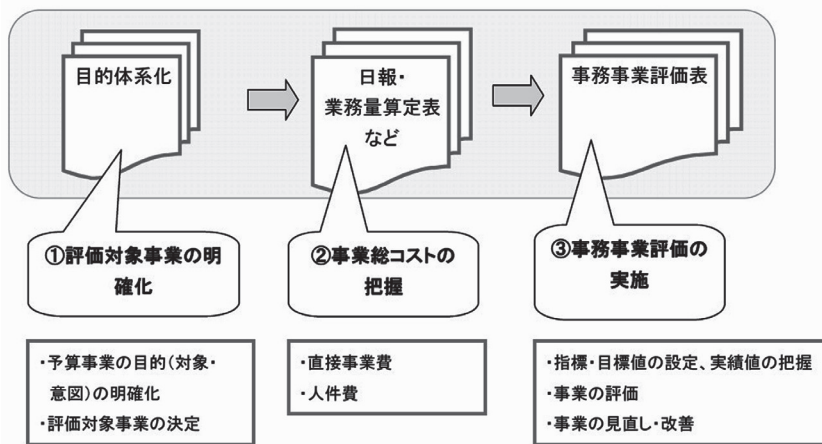 目的体系化
日報・
業務量算定表
など
事務事業評価表
①評価対象事業の明
確化
②事業総コストの
把握
③事務事業評価の
実施
・予算事業の目的(対象・
意図)の明確化
・評価対象事業の決定
・直接事業費
・人件費
・指標・目標値の設定、実績値の把握
・事業の評価
・事業の見直し・改善